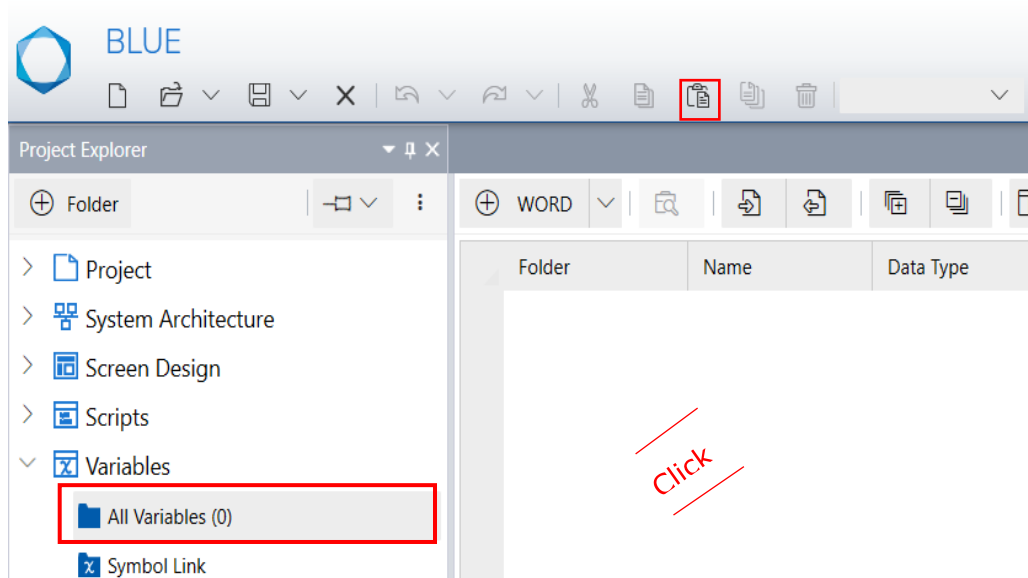 BLUE
Project Explorer
Folder
WORD
Project
System Architecture
Screen Design
Scripts
Variables
All Variables (0)
Symbol Link
Folder Name Data Type
Click